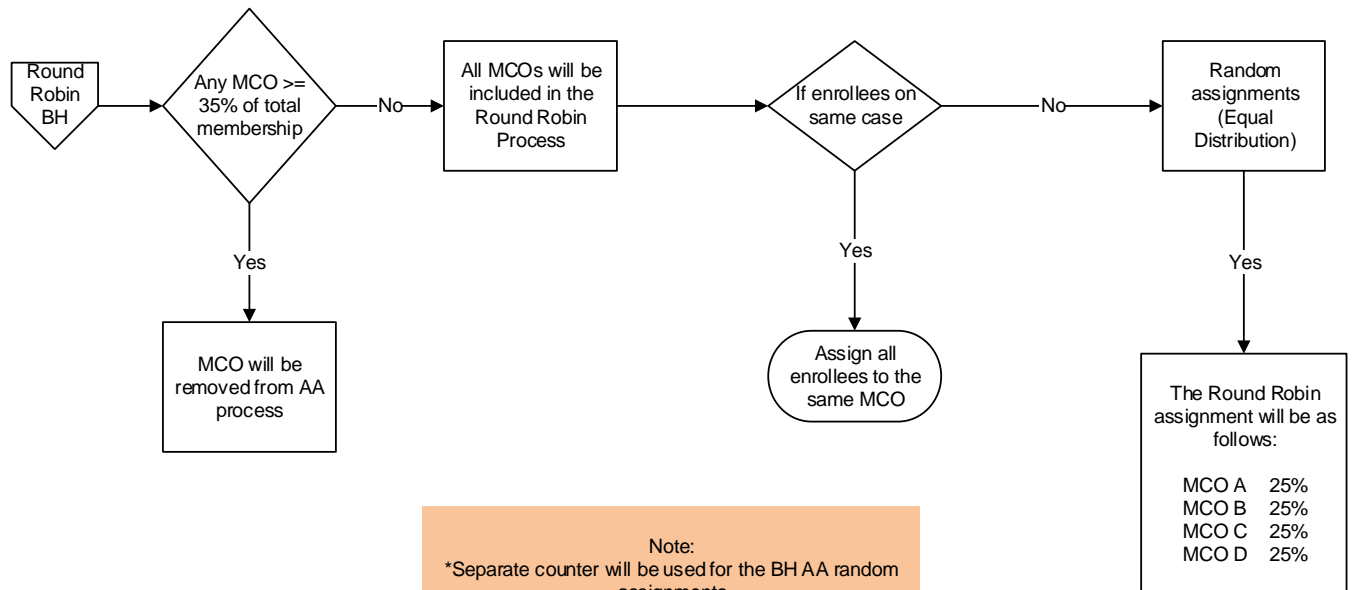 Round
Robin
BH
Any MCO >=
35% of total
membership
No
All MCOs will be
included in the
Round Robin
Process
If enrollees on
same case
No
Random
assignments
(Equal
Distribution)
Yes
Yes
Yes
MCO will be
removed from AA
process
Assign all
enrollees to the
same MCO
The Round Robin
assignment will be as
follows:
MCO A 25%
MCO B 25%
MCO C 25%
MCO D 25%
Note:
*Separate counter will be used for the BH AA random
assignments